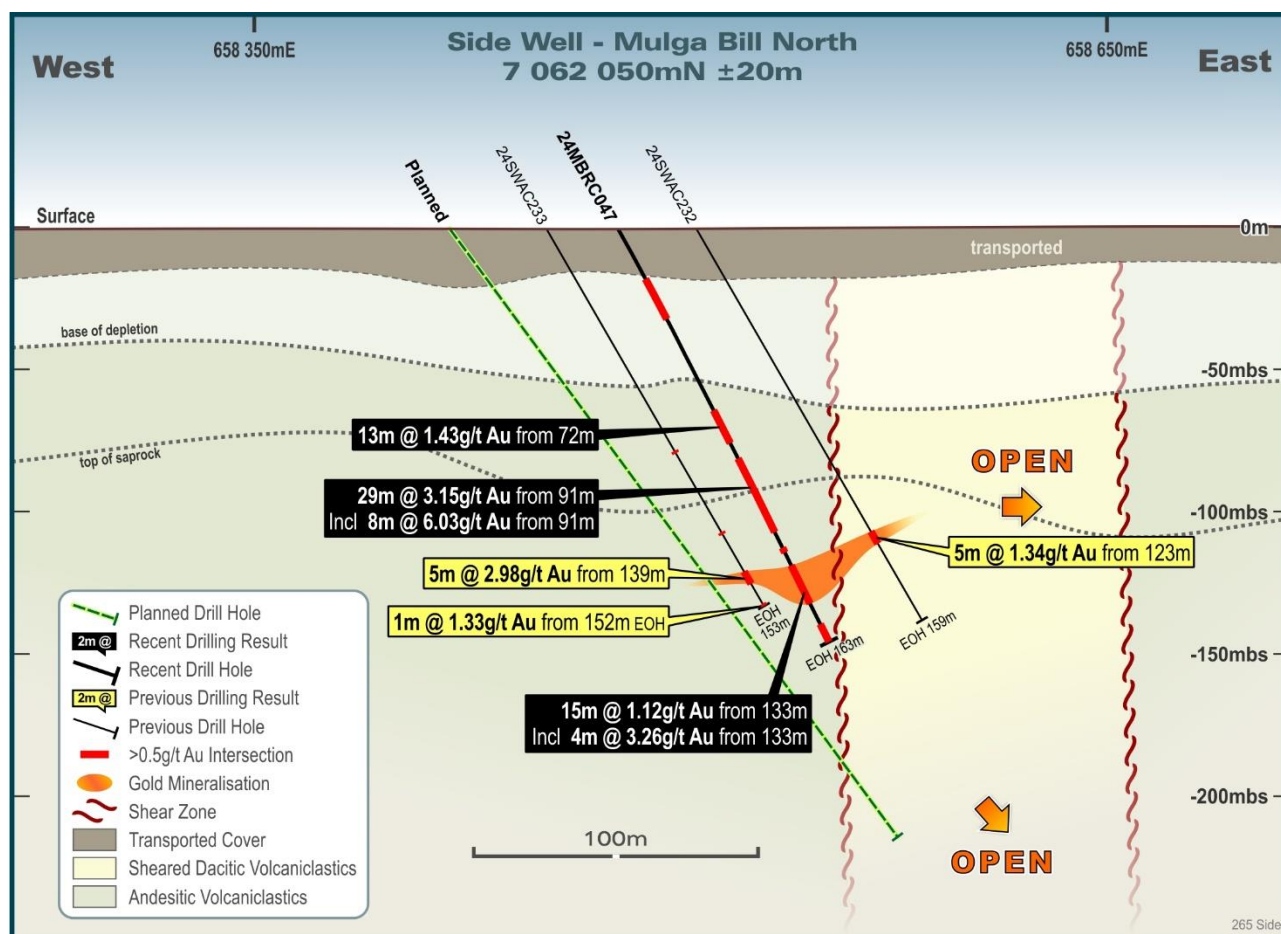 658 350mE
Side Well - Mulga Bill North
7 062 050mN ±20m
658 650mE
West
East
Planned
24SWAC233
24MBRC047
24SWAC232
Surface
0m
transported
base of depletion
-50mbs
13m @ 1.43g/t Au from 72m
top of saprock
OPEN
29m @ 3.15g/t Au from 91m
Incl 8m @ 6.03g/t Au from 91m
-100mbs
5m @ 1.34g/t Au from 123m
5m @ 2.98g/t Au from 139m
1m @ 1.33g/t Au from 152m EOH
EOH
153m
EOH 163m
EOH 159m
-150mbs
15m @ 1.12g/t Au from 133m
Incl 4m @ 3.26g/t Au from 133m
-200mbs
100m
OPEN
Planned Drill Hole
2m @ Recent Drilling Result
Recent Drill Hole
2m @ Previous Drilling Result
Previous Drill Hole
>0.5g/t Au Intersection
Gold Mineralisation
Shear Zone
Transported Cover
Sheared Dacitic Volcaniclastics
Andesitic Volcaniclastics
265 Side